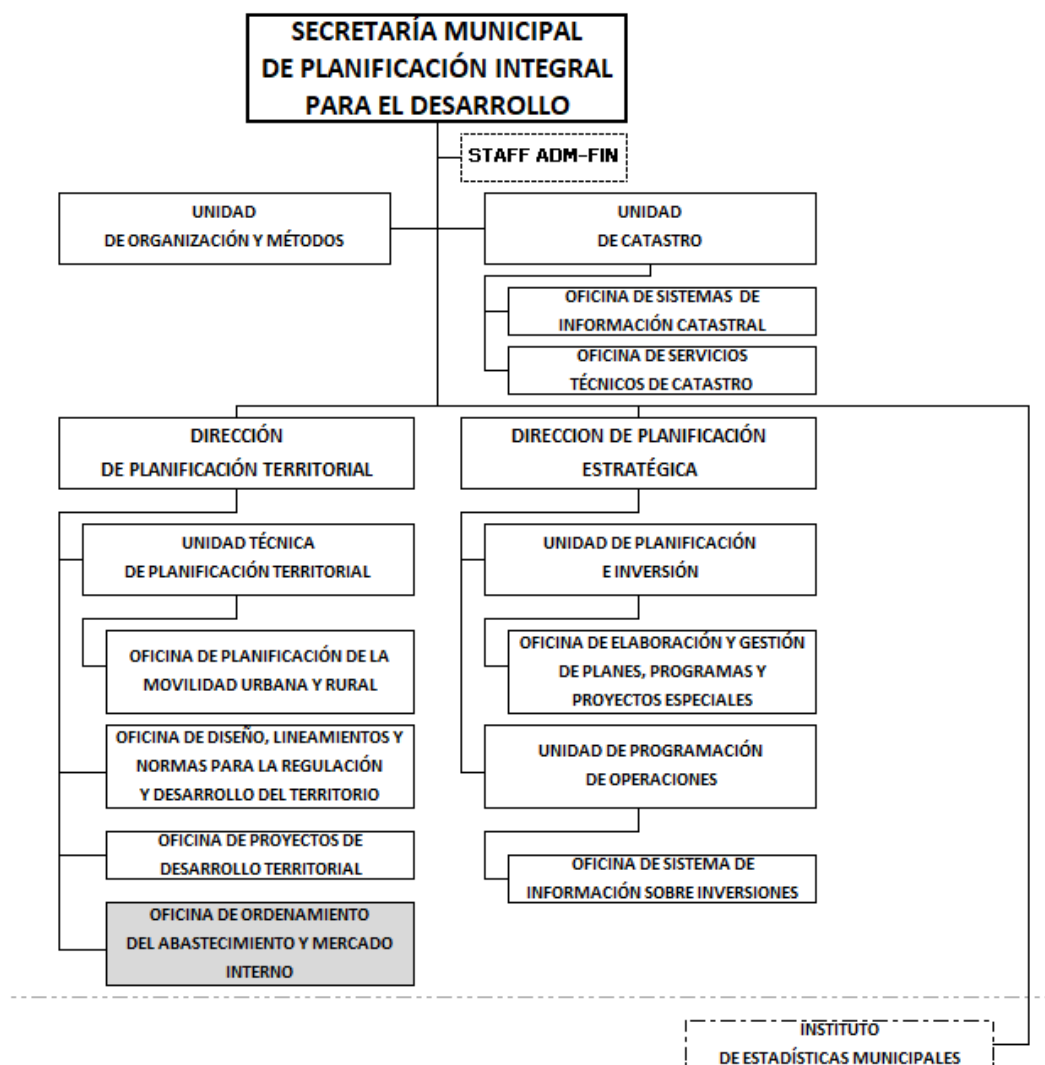 SECRETARÍA MUNICIPAL
DE PLANIFICACIÓN INTEGRAL
PARA EL DESARROLLO
STAFF ADM-FIN
UNIDAD
DE ORGANIZACIÓN Y MÉTODOS
UNIDAD
DE CATASTRO
OFICINA DE SISTEMAS DE
INFORMACIÓN CATASTRAL
OFICINA DE SERVICIOS
TÉCNICOS DE CATASTRO
DIRECCIÓN
DE PLANIFICACIÓN TERRITORIAL
UNIDAD TÉCNICA
DE PLANIFICACIÓN TERRITORIAL
OFICINA DE PLANIFICACIÓN DE LA
MOVILIDAD URBANA Y RURAL
OFICINA DE DISEÑO, LINEAMIENTOS Y
NORMAS PARA LA REGULACIÓN
Y DESARROLLO DEL TERRITORIO
OFICINA DE PROYECTOS DE
DESARROLLO TERRITORIAL
OFICINA DE ORDENAMIENTO
DEL ABASTECIMIENTO Y MERCADO
INTERNO
DIRECCION DE PLANIFICACIÓN
ESTRATÉGICA
UNIDAD DE PLANIFICACIÓN
E INVERSIÓN
OFICINA DE ELABORACIÓN Y GESTIÓN
DE PLANES, PROGRAMAS Y
PROYECTOS ESPECIALES
UNIDAD DE PROGRAMACIÓN
DE OPERACIONES
OFICINA DE SISTEMA DE
INFORMACIÓN SOBRE INVERSIONES
INSTITUTO
DE ESTADÍSTICAS MUNICIPALES